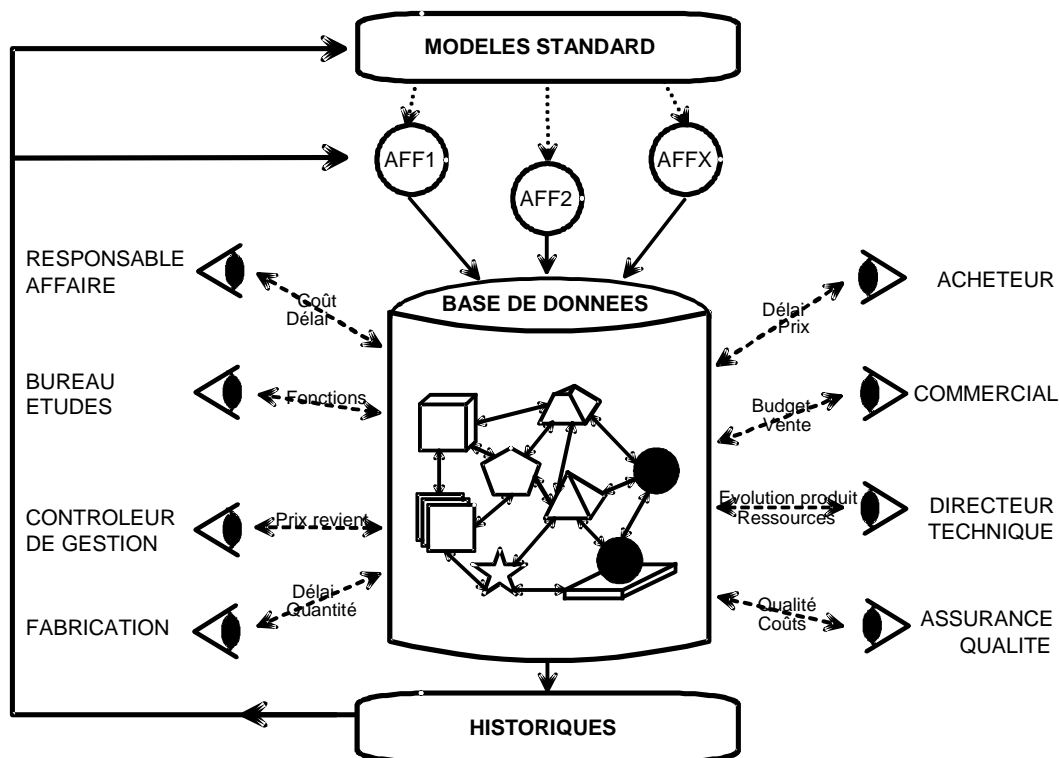 MODELES STANDARD
AFF1
AFF2
AFFX
BASE DE DONNEES
RESPONSABLE
AFFAIRE
Coût
Délai
BUREAU
ETUDES
Fonctions
CONTROLEUR
DE GESTION
Prix revient
FABRICATION
Délai
Quantité
ACHETEUR
Délai
Prix
COMMERCIAL
Budget
Vente
DIRECTEUR
TECHNIQUE
Evolution produit
Ressources
ASSURANCE
QUALITE
Qualité
Coûts
HISTORIQUES